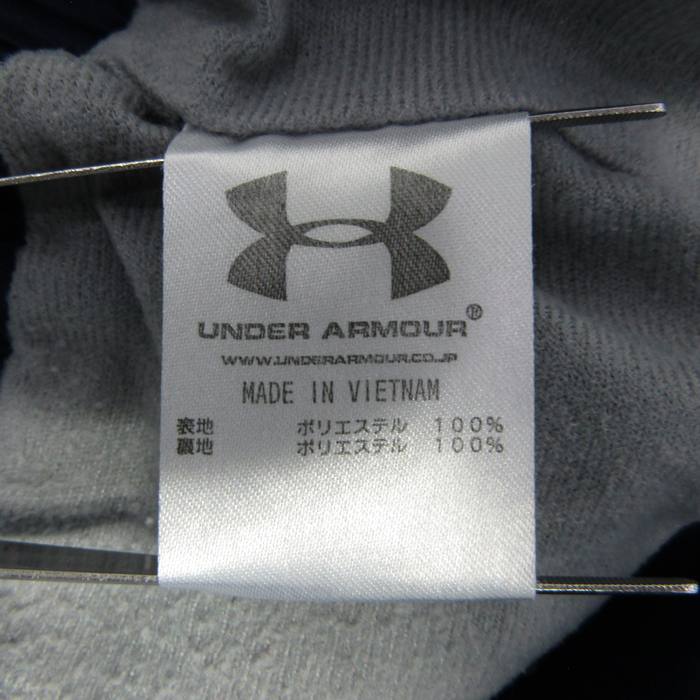 UNDER ARMOUR®
WWW.UNDERARMOUR.CO.JP
MADE IN VIETNAM
表地 ポリエステル 100%
裏地 ポリエステル 100%